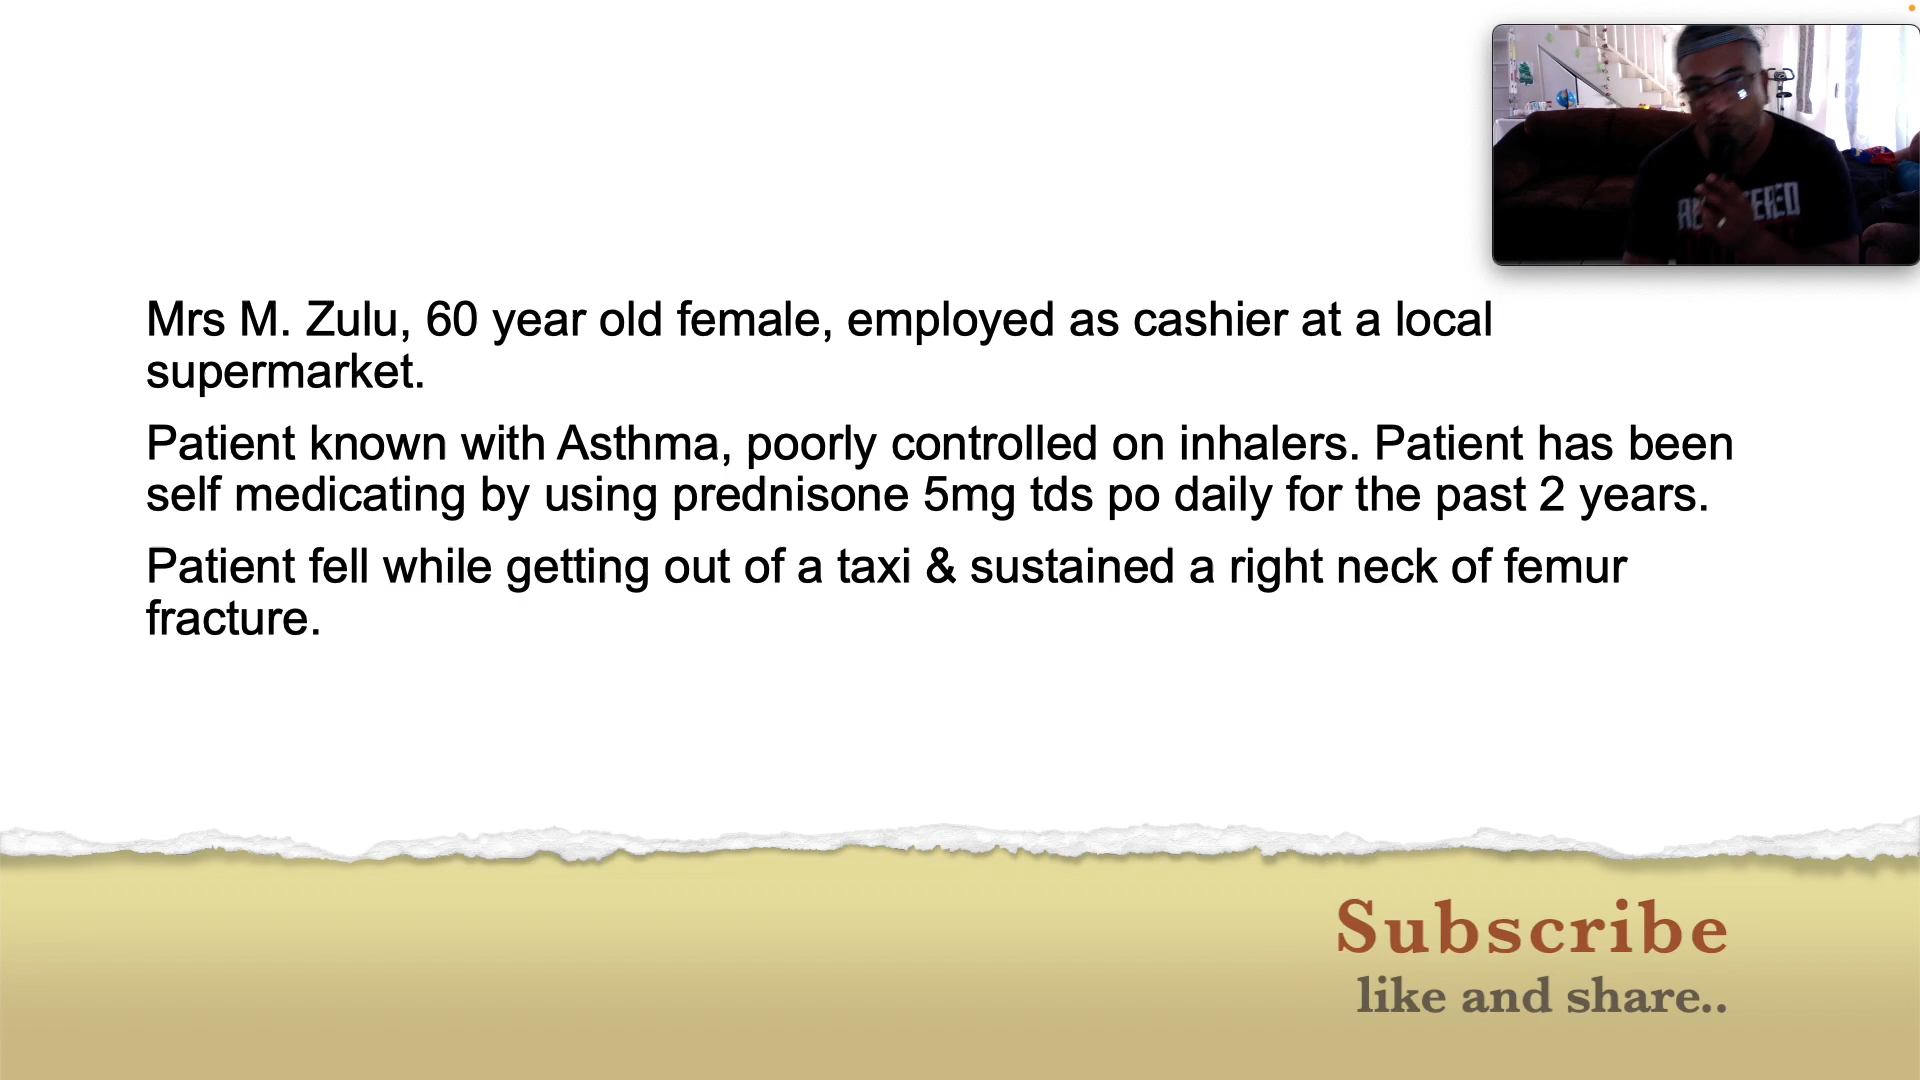 Mrs M. Zulu, 60 year old female, employed as cashier at a local
supermarket.
Patient known with Asthma, poorly controlled on inhalers. Patient has been
self medicating by using prednisone 5mg tds po daily for the past 2 years.
Patient fell while getting out of a taxi & sustained a right neck of femur
fracture.
Subscribe
like and share..